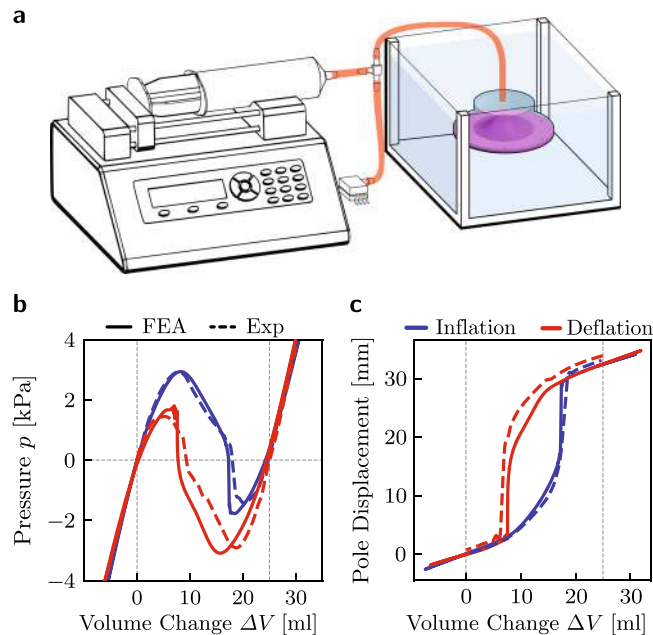 a
b
FEA
Exp
4
2
0
−2
−4
Pressure p [kPa]
0
10
20
30
Volume Change ΔV [ml]
c
Inflation
Deflation
30
20
10
0
Pole Displacement [mm]
0
10
20
30
Volume Change ΔV [ml]